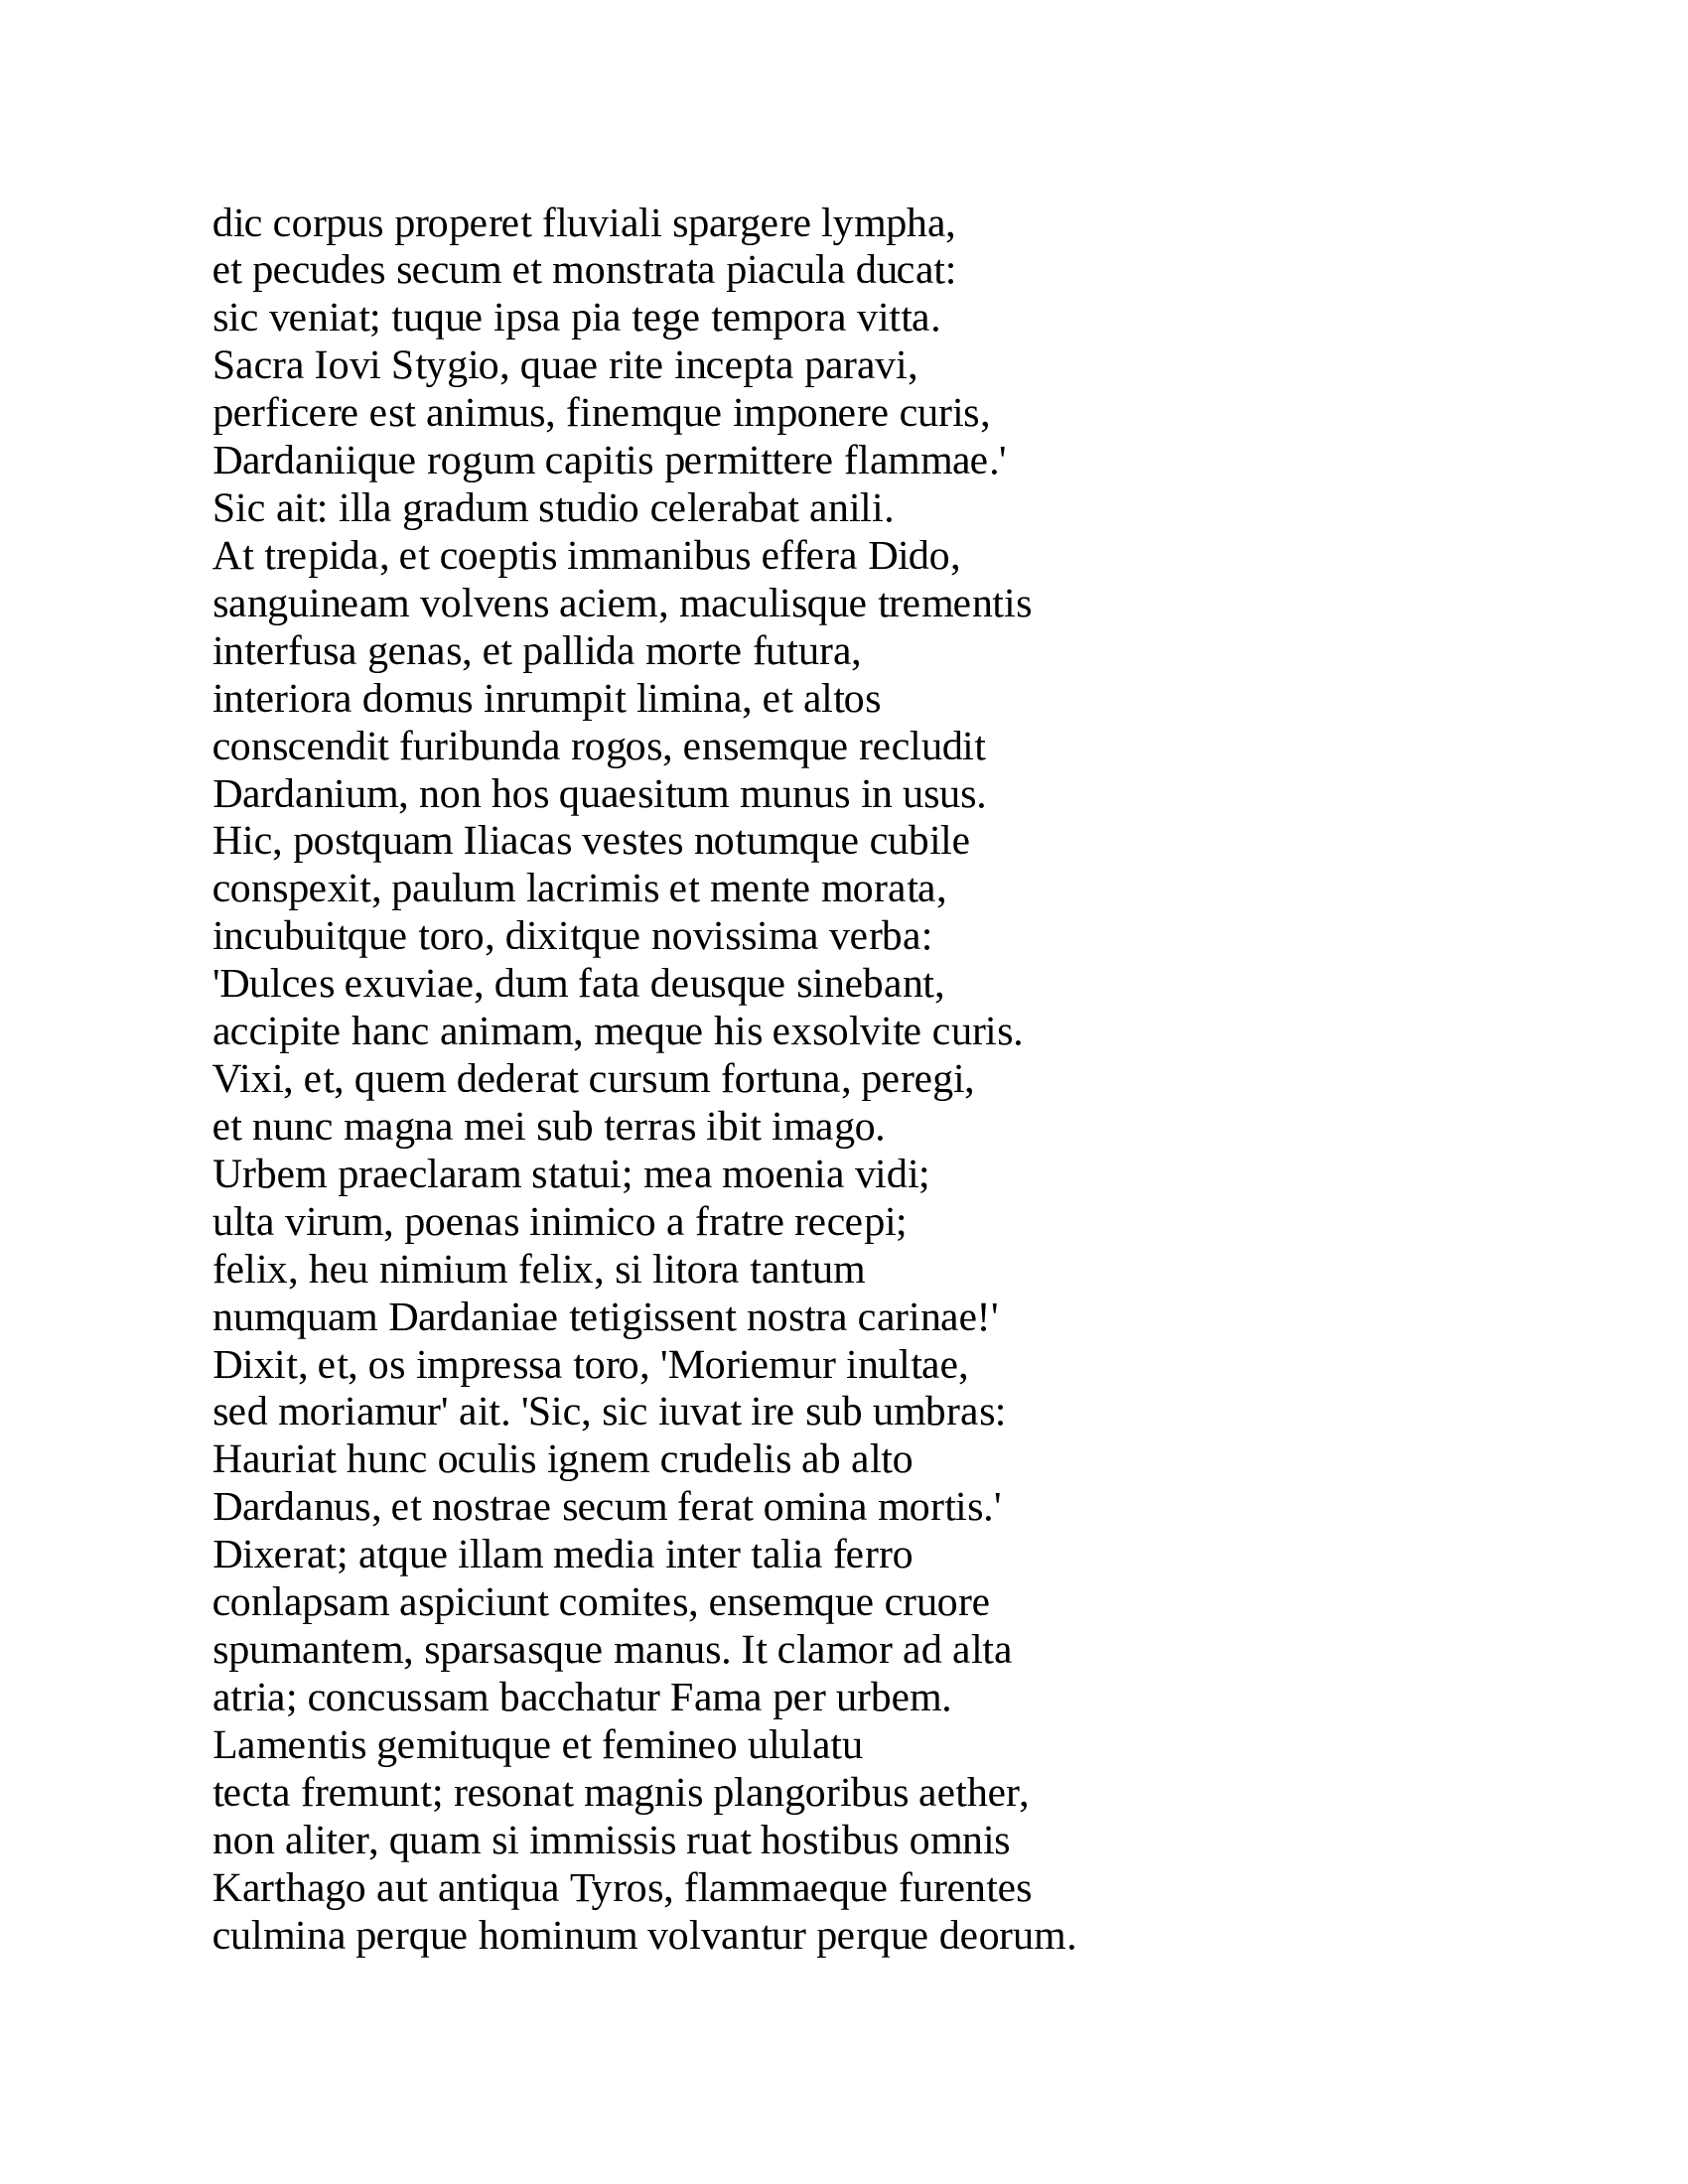 dic corpus properet fluviali spargere lympha,
et pecudes secum et monstrata piacula ducat:
sic veniat; tuque ipsa pia tege tempora vitta.
Sacra Iovi Stygio, quae rite incepta paravi,
perficere est animus, finemque imponere curis,
Dardaniique rogum capitis permittere flammae.'
Sic ait: illa gradum studio celerabat anili.
At trepida, et coeptis immanibus effera Dido,
sanguineam volvens aciem, maculisque trementis
interfusa genas, et pallida morte futura,
interiora domus inrumpit limina, et altos
conscendit furibunda rogos, ensemque recludit
Dardanium, non hos quaesitum munus in usus.
Hic, postquam Iliacas vestes notumque cubile
conspexit, paulum lacrimis et mente morata,
incubuitque toro, dixitque novissima verba:
'Dulces exuviae, dum fata deusque sinebant,
accipite hanc animam, meque his exsolvite curis.
Vixi, et, quem dederat cursum fortuna, peregi,
et nunc magna mei sub terras ibit imago.
Urbem praeclaram statui; mea moenia vidi;
ulta virum, poenas inimico a fratre recepi;
felix, heu nimium felix, si litora tantum
numquam Dardaniae tetigissent nostra carinae!'
Dixit, et, os impressa toro, 'Moriemur inultae,
sed moriamur' ait. 'Sic, sic iuvat ire sub umbras:
Hauriat hunc oculis ignem crudelis ab alto
Dardanus, et nostrae secum ferat omina mortis.'
Dixerat; atque illam media inter talia ferro
conlapsam aspiciunt comites, ensemque cruore
spumantem, sparsasque manus. It clamor ad alta
atria; concussam bacchatur Fama per urbem.
Lamentis gemituque et femineo ululatu
tecta fremunt; resonat magnis plangoribus aether,
non aliter, quam si immissis ruat hostibus omnis
Karthago aut antiqua Tyros, flammaeque furentes
culmina perque hominum volvantur perque deorum.